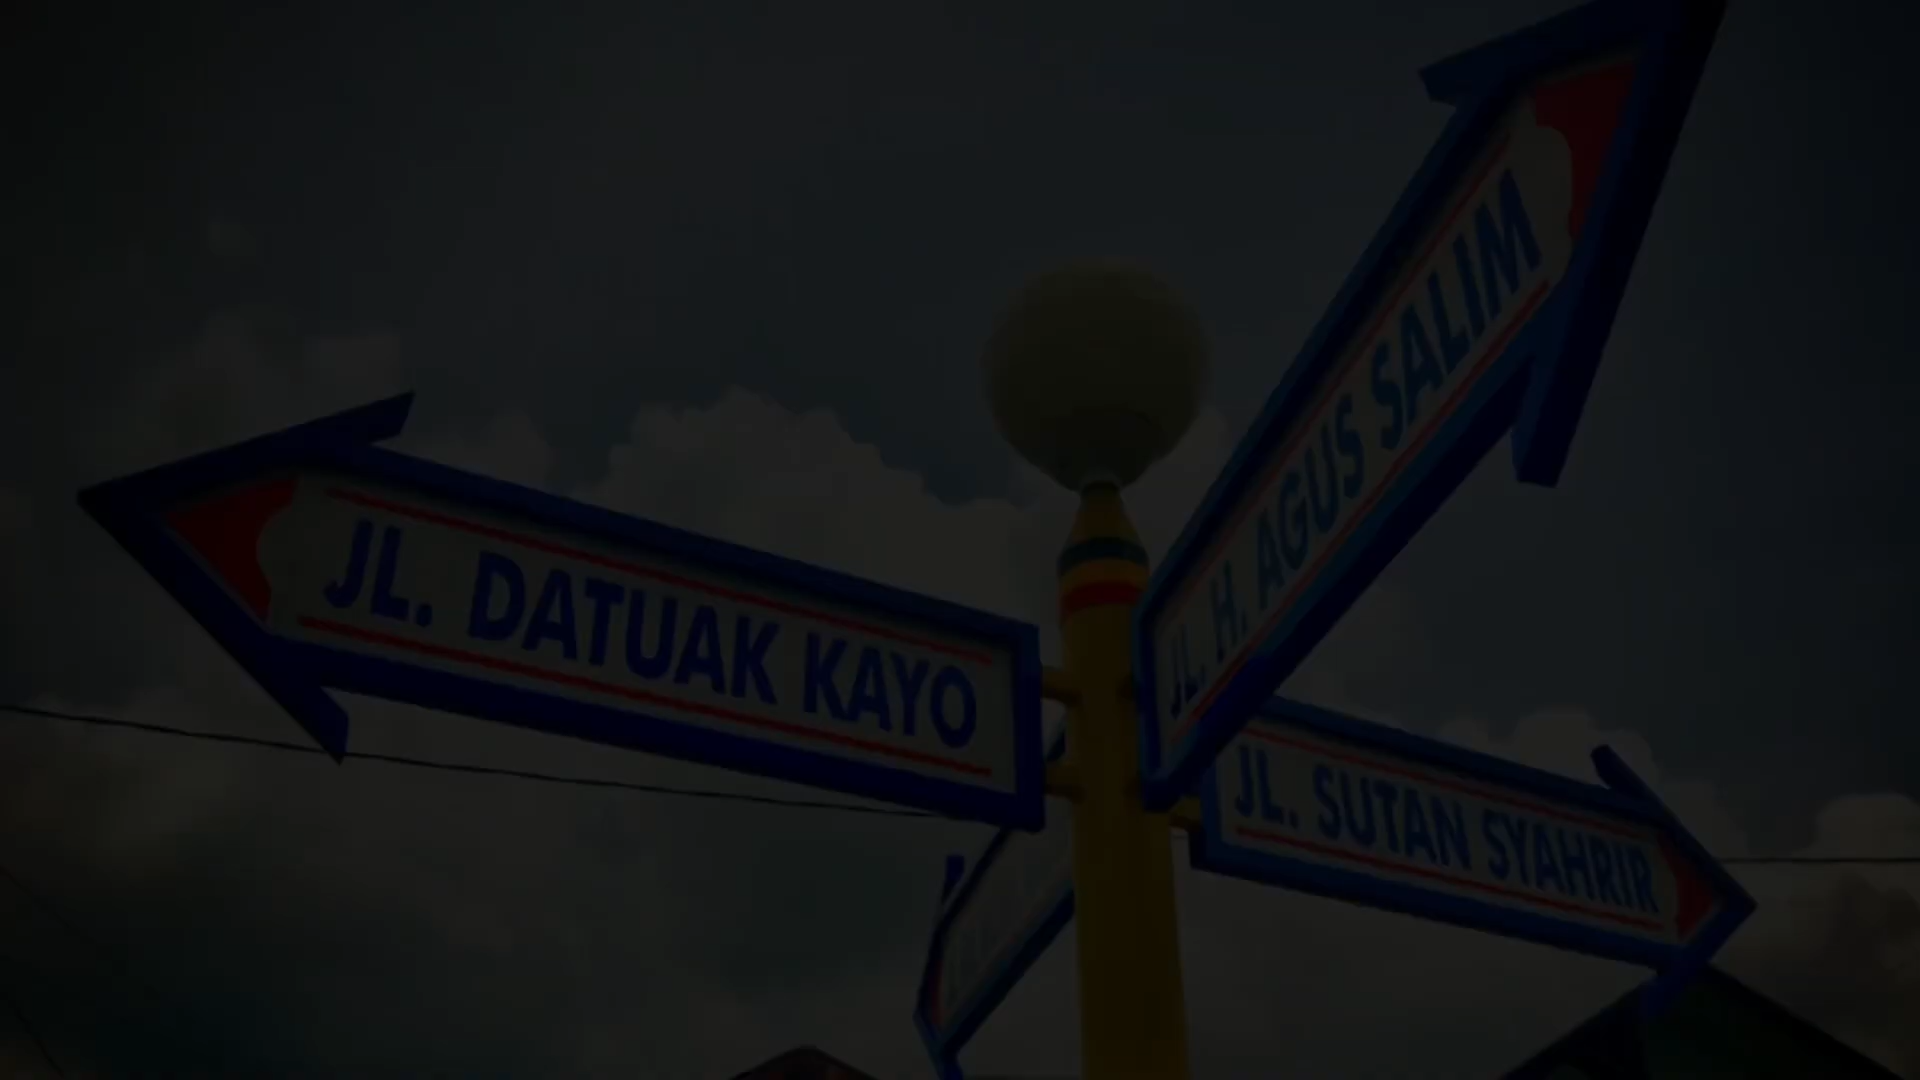 JL. DATUAK KAYO
JL. H. AGUS SALIM
JL. SUTAN SYAHRIR